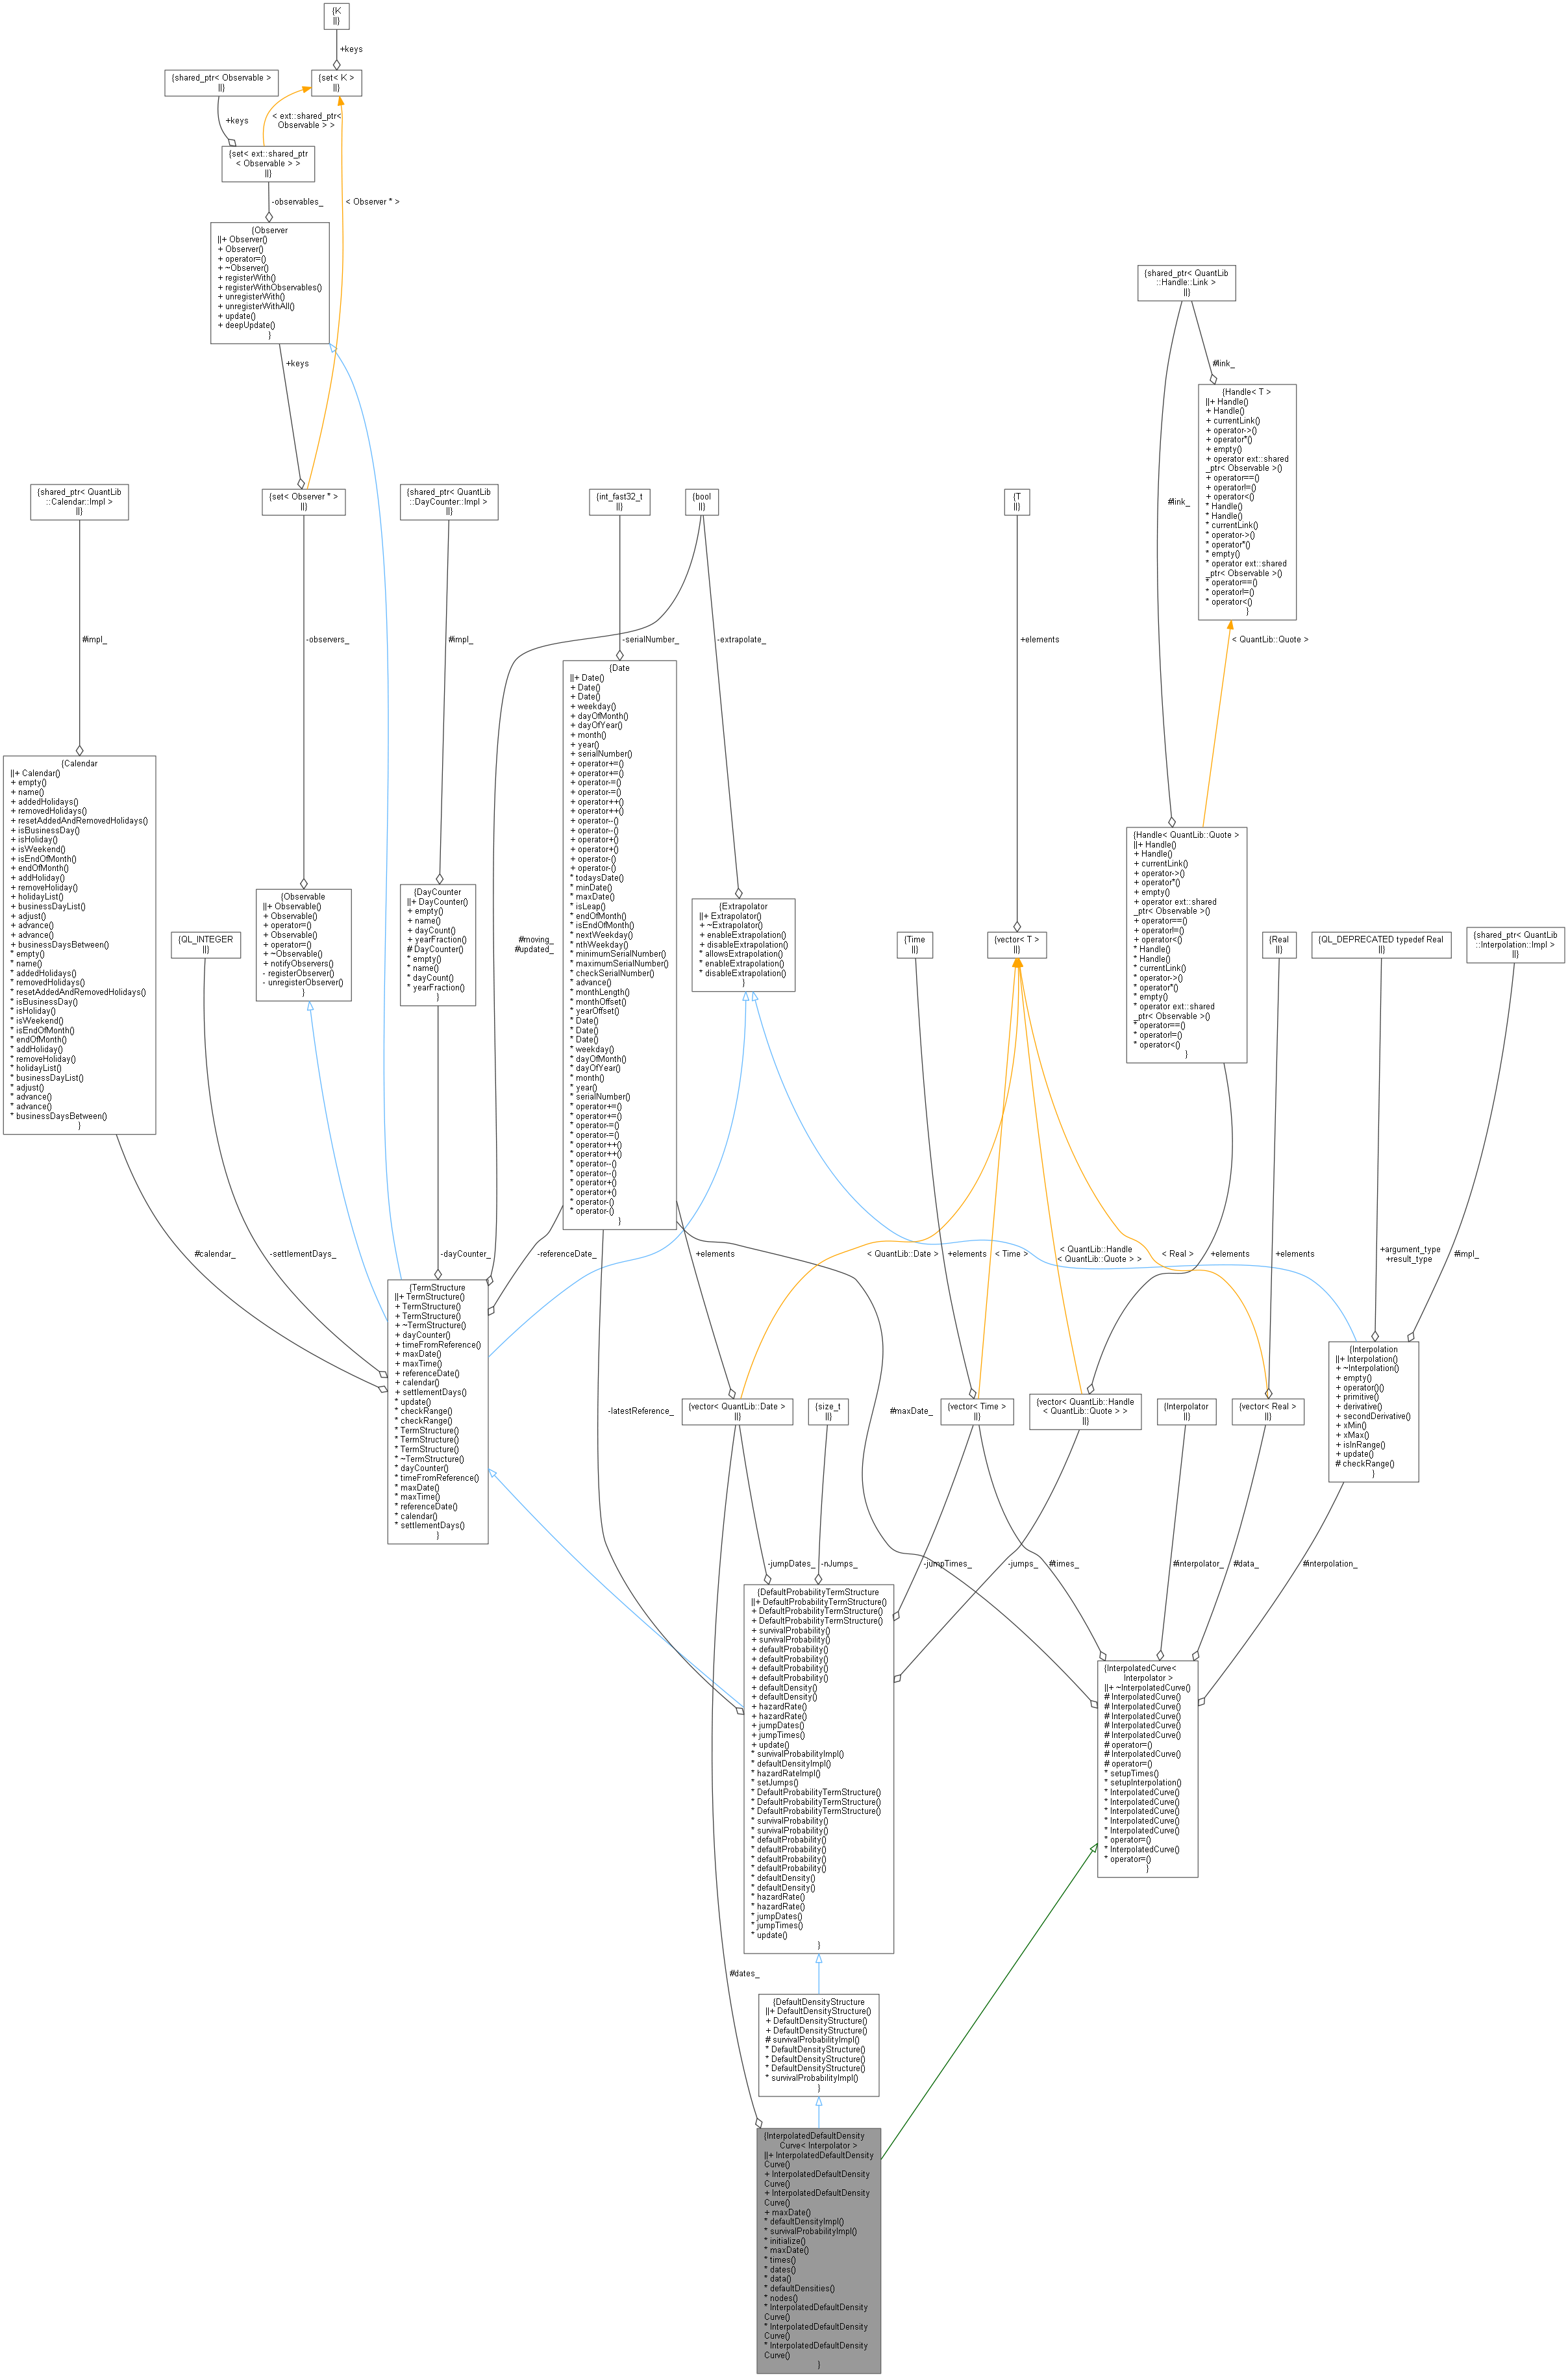 {K
||}
+keys
{shared_ptr< Observable >
||}
{set< K >
||}
+keys
< ext::shared_ptr<
Observable > >
{set< ext::shared_ptr
< Observable > >
||}
-observables_
< Observer * >
{Observer
||+ Observer()
+ Observer()
+ operator=()
+ ~Observer()
+ registerWith()
+ registerWithObservables()
+ unregisterWith()
+ unregisterWithAll()
+ update()
+ deepUpdate()
}
+keys
{shared_ptr< QuantLib
::Handle::Link >
||}
#link_
{Handle< T >
||+ Handle()
+ Handle()
+ currentLink()
+ operator->()
+ operator*()
+ empty()
+ operator ext::shared
_ptr< Observable >()
+ operator==()
+ operator!=()
+ operator<()
* Handle()
* Handle()
* currentLink()
* operator->()
* operator*()
* empty()
* operator ext::shared
_ptr< Observable >()
* operator==()
* operator!=()
* operator<()
}
#link_
< QuantLib::Quote >
{shared_ptr< QuantLib
::Calendar::Impl >
||}
{set< Observer * >
||}
{shared_ptr< QuantLib
::DayCounter::Impl >
||}
{int_fast32_t
||}
{bool
||}
{T
||}
#impl_
-observers_
#impl_
-serialNumber_
-extrapolate_
+elements
{Calendar
||+ Calendar()
+ empty()
+ name()
+ addedHolidays()
+ removedHolidays()
+ resetAddedAndRemovedHolidays()
+ isBusinessDay()
+ isHoliday()
+ isWeekend()
+ isEndOfMonth()
+ endOfMonth()
+ addHoliday()
+ removeHoliday()
+ holidayList()
+ businessDayList()
+ adjust()
+ advance()
+ advance()
+ businessDaysBetween()
* empty()
* name()
* addedHolidays()
* removedHolidays()
* resetAddedAndRemovedHolidays()
* isBusinessDay()
* isHoliday()
* isWeekend()
* isEndOfMonth()
* endOfMonth()
* addHoliday()
* removeHoliday()
* holidayList()
* businessDayList()
* adjust()
* advance()
* advance()
* businessDaysBetween()
}
{QL_INTEGER
||}
{Observable
||+ Observable()
+ Observable()
+ operator=()
+ Observable()
+ operator=()
+ ~Observable()
+ notifyObservers()
- registerObserver()
- unregisterObserver()
}
{DayCounter
||+ DayCounter()
+ empty()
+ name()
+ dayCount()
+ yearFraction()
# DayCounter()
* empty()
* name()
* dayCount()
* yearFraction()
}
#moving_
#updated_
{Date
||+ Date()
+ Date()
+ Date()
+ weekday()
+ dayOfMonth()
+ dayOfYear()
+ month()
+ year()
+ serialNumber()
+ operator+=()
+ operator+=()
+ operator-=()
+ operator-=()
+ operator++()
+ operator++()
+ operator--()
+ operator--()
+ operator+()
+ operator+()
+ operator-()
+ operator-()
* todaysDate()
* minDate()
* maxDate()
* isLeap()
* endOfMonth()
* isEndOfMonth()
* nextWeekday()
* nthWeekday()
* minimumSerialNumber()
* maximumSerialNumber()
* checkSerialNumber()
* advance()
* monthLength()
* monthOffset()
* yearOffset()
* Date()
* Date()
* Date()
* weekday()
* dayOfMonth()
* dayOfYear()
* month()
* year()
* serialNumber()
* operator+=()
* operator+=()
* operator-=()
* operator-=()
* operator++()
* operator++()
* operator--()
* operator--()
* operator+()
* operator+()
* operator-()
* operator-()
}
{Extrapolator
||+ Extrapolator()
+ ~Extrapolator()
+ enableExtrapolation()
+ disableExtrapolation()
* allowsExtrapolation()
* enableExtrapolation()
* disableExtrapolation()
}
{Time
||}
{vector< T >
||}
{Handle< QuantLib::Quote >
||+ Handle()
+ Handle()
+ currentLink()
+ operator->()
+ operator*()
+ empty()
+ operator ext::shared
_ptr< Observable >()
+ operator==()
+ operator!=()
+ operator<()
* Handle()
* Handle()
* currentLink()
* operator->()
* operator*()
* empty()
* operator ext::shared
_ptr< Observable >()
* operator==()
* operator!=()
* operator<()
}
{Real
||}
{QL_DEPRECATED typedef Real
||}
{shared_ptr< QuantLib
::Interpolation::Impl >
||}
#calendar_
-settlementDays_
-dayCounter_
-referenceDate_
+elements
< QuantLib::Date >
+elements
< Time >
< QuantLib::Handle
< QuantLib::Quote > >
+elements
< Real >
+elements
+argument_type
+result_type
#impl_
{TermStructure
||+ TermStructure()
+ TermStructure()
+ TermStructure()
+ ~TermStructure()
+ dayCounter()
+ timeFromReference()
+ maxDate()
+ maxTime()
+ referenceDate()
+ calendar()
+ settlementDays()
* update()
* checkRange()
* checkRange()
* TermStructure()
* TermStructure()
* TermStructure()
* ~TermStructure()
* dayCounter()
* timeFromReference()
* maxDate()
* maxTime()
* referenceDate()
* calendar()
* settlementDays()
}
-latestReference_
{vector< QuantLib::Date >
||}
{size_t
||}
#maxDate_
{vector< Time >
||}
{vector< QuantLib::Handle
< QuantLib::Quote > >
||}
{Interpolator
||}
{vector< Real >
||}
{Interpolation
||+ Interpolation()
+ ~Interpolation()
+ empty()
+ operator()()
+ primitive()
+ derivative()
+ secondDerivative()
+ xMin()
+ xMax()
+ isInRange()
+ update()
# checkRange()
}
-jumpDates_
-nJumps_
-jumpTimes_
-jumps_
#times_
#interpolator_
#data_
#interpolation_
{DefaultProbabilityTermStructure
||+ DefaultProbabilityTermStructure()
+ DefaultProbabilityTermStructure()
+ DefaultProbabilityTermStructure()
+ survivalProbability()
+ survivalProbability()
+ defaultProbability()
+ defaultProbability()
+ defaultProbability()
+ defaultProbability()
+ defaultDensity()
+ defaultDensity()
+ hazardRate()
+ hazardRate()
+ jumpDates()
+ jumpTimes()
+ update()
* survivalProbabilityImpl()
* defaultDensityImpl()
* hazardRateImpl()
* setJumps()
* DefaultProbabilityTermStructure()
* DefaultProbabilityTermStructure()
* DefaultProbabilityTermStructure()
* survivalProbability()
* survivalProbability()
* defaultProbability()
* defaultProbability()
* defaultProbability()
* defaultProbability()
* defaultDensity()
* defaultDensity()
* hazardRate()
* hazardRate()
* jumpDates()
* jumpTimes()
* update()
}
{InterpolatedCurve<
Interpolator >
||+ ~InterpolatedCurve()
# InterpolatedCurve()
# InterpolatedCurve()
# InterpolatedCurve()
# InterpolatedCurve()
# InterpolatedCurve()
# operator=()
# InterpolatedCurve()
# operator=()
* setupTimes()
* setupInterpolation()
* InterpolatedCurve()
* InterpolatedCurve()
* InterpolatedCurve()
* InterpolatedCurve()
* InterpolatedCurve()
* operator=()
* InterpolatedCurve()
* operator=()
}
#dates_
{DefaultDensityStructure
||+ DefaultDensityStructure()
+ DefaultDensityStructure()
+ DefaultDensityStructure()
# survivalProbabilityImpl()
* DefaultDensityStructure()
* DefaultDensityStructure()
* DefaultDensityStructure()
* survivalProbabilityImpl()
}
{InterpolatedDefaultDensity
Curve< Interpolator >
||+ InterpolatedDefaultDensity
Curve()
+ InterpolatedDefaultDensity
Curve()
+ InterpolatedDefaultDensity
Curve()
+ maxDate()
* defaultDensityImpl()
* survivalProbabilityImpl()
* initialize()
* maxDate()
* times()
* dates()
* data()
* defaultDensities()
* nodes()
* InterpolatedDefaultDensity
Curve()
* InterpolatedDefaultDensity
Curve()
* InterpolatedDefaultDensity
Curve()
}